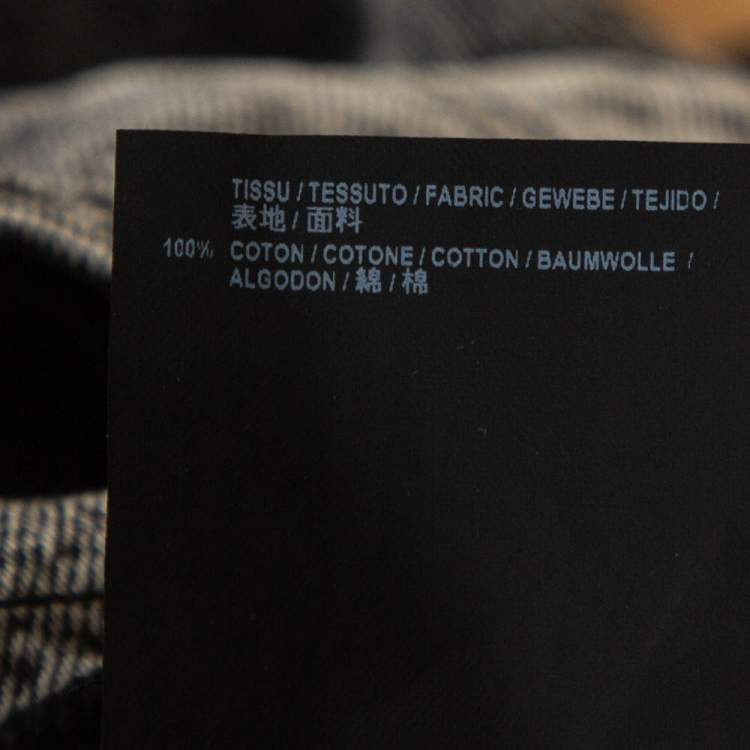 TISSU / TESSUTO / FABRIC / GEWEBE / TEJIDO /
表地 / 面料
100% COTON / COTONE / COTTON / BAUMWOLLE /
ALGODON / 綿 / 棉